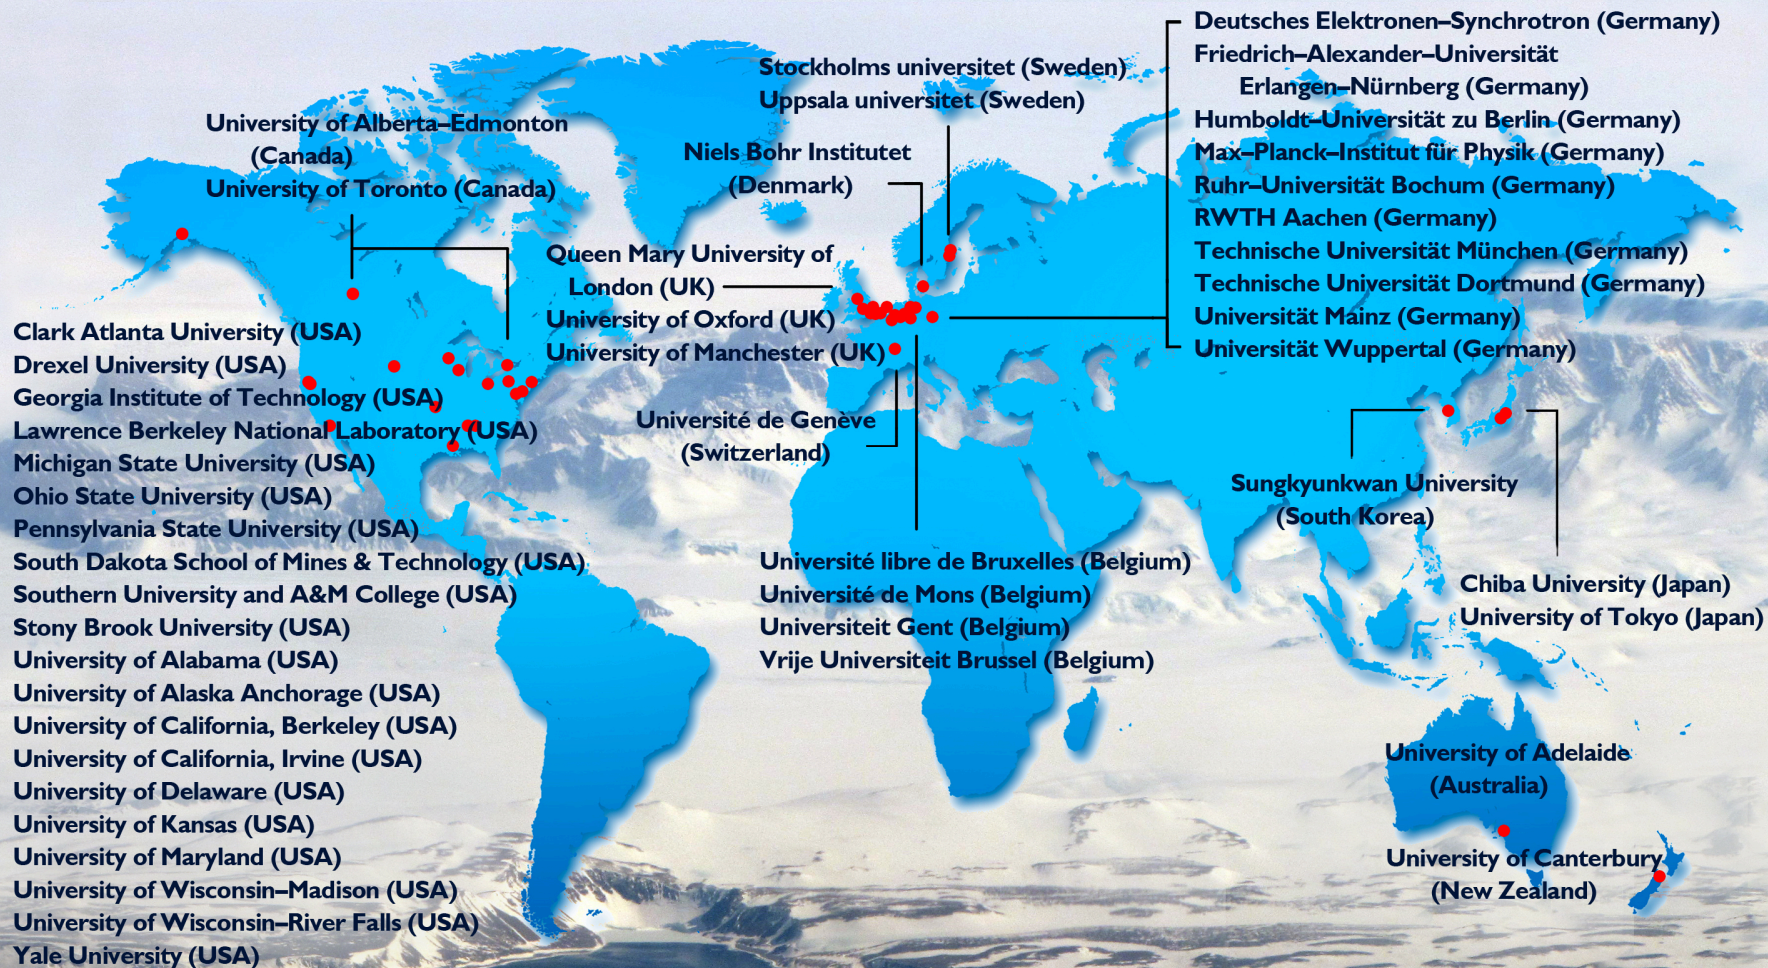 Deutsches Elektronen–Synchrotron (Germany)
Friedrich–Alexander–Universität
Erlangen–Nürnberg (Germany)
Humboldt–Universität zu Berlin (Germany)
Max–Planck–Institut für Physik (Germany)
Ruhr–Universität Bochum (Germany)
RWTH Aachen (Germany)
Technische Universität München (Germany)
Technische Universität Dortmund (Germany)
Universität Mainz (Germany)
Universität Wuppertal (Germany)
Stockholms universitet (Sweden)
Uppsala universitet (Sweden)
Niels Bohr Institutet
(Denmark)
University of Alberta–Edmonton
(Canada)
University of Toronto (Canada)
Queen Mary University of
London (UK)
University of Oxford (UK)
University of Manchester (UK)
Université de Genève
(Switzerland)
Clark Atlanta University (USA)
Drexel University (USA)
Georgia Institute of Technology (USA)
Lawrence Berkeley National Laboratory (USA)
Michigan State University (USA)
Ohio State University (USA)
Pennsylvania State University (USA)
South Dakota School of Mines & Technology (USA)
Southern University and A&M College (USA)
Stony Brook University (USA)
University of Alabama (USA)
University of Alaska Anchorage (USA)
University of California, Berkeley (USA)
University of California, Irvine (USA)
University of Delaware (USA)
University of Kansas (USA)
University of Maryland (USA)
University of Wisconsin–Madison (USA)
University of Wisconsin–River Falls (USA)
Yale University (USA)
Université libre de Bruxelles (Belgium)
Université de Mons (Belgium)
Universiteit Gent (Belgium)
Vrije Universiteit Brussel (Belgium)
Sungkyunkwan University
(South Korea)
Chiba University (Japan)
University of Tokyo (Japan)
University of Adelaide
(Australia)
University of Canterbury
(New Zealand)